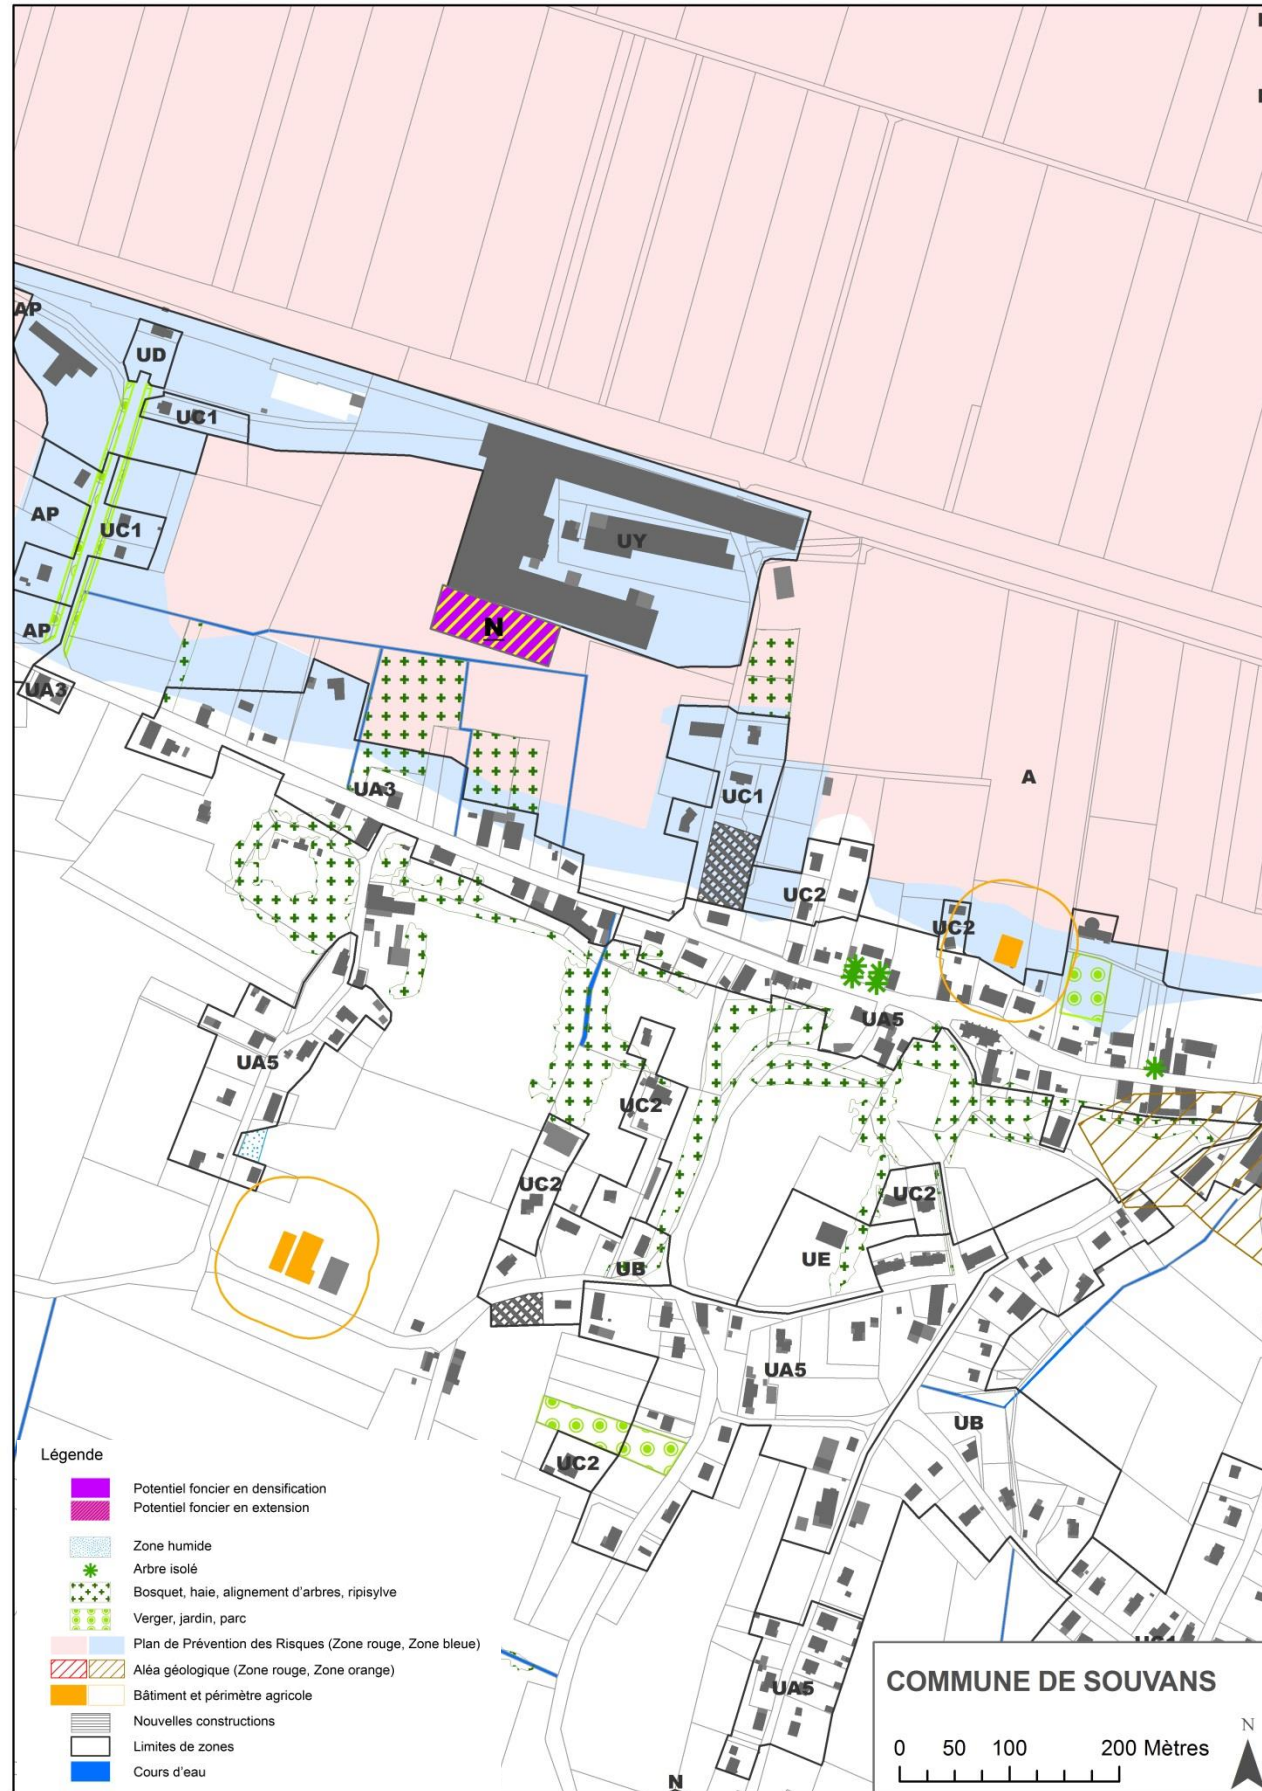 AP
UD
UC1
UY
AP
UC1
N
AP
UA3
A
UA3
UC1
UC2
UC2
UA5
UA5
UC2
UC2
UC2
UE
UB
UA5
UB
UC2
UC1
UA5
N
Légende
Potentiel foncier en densification
Potentiel foncier en extension
Zone humide
Arbre isolé
Bosquet, haie, alignement d'arbres, ripisylve
Verger, jardin, parc
Plan de Prévention des Risques (Zone rouge, Zone bleue)
Aléa géologique (Zone rouge, Zone orange)
Bâtiment et périmètre agricole
Nouvelles constructions
Limites de zones
Cours d'eau
COMMUNE DE SOUVANS
N
0 50 100 200 Mètres